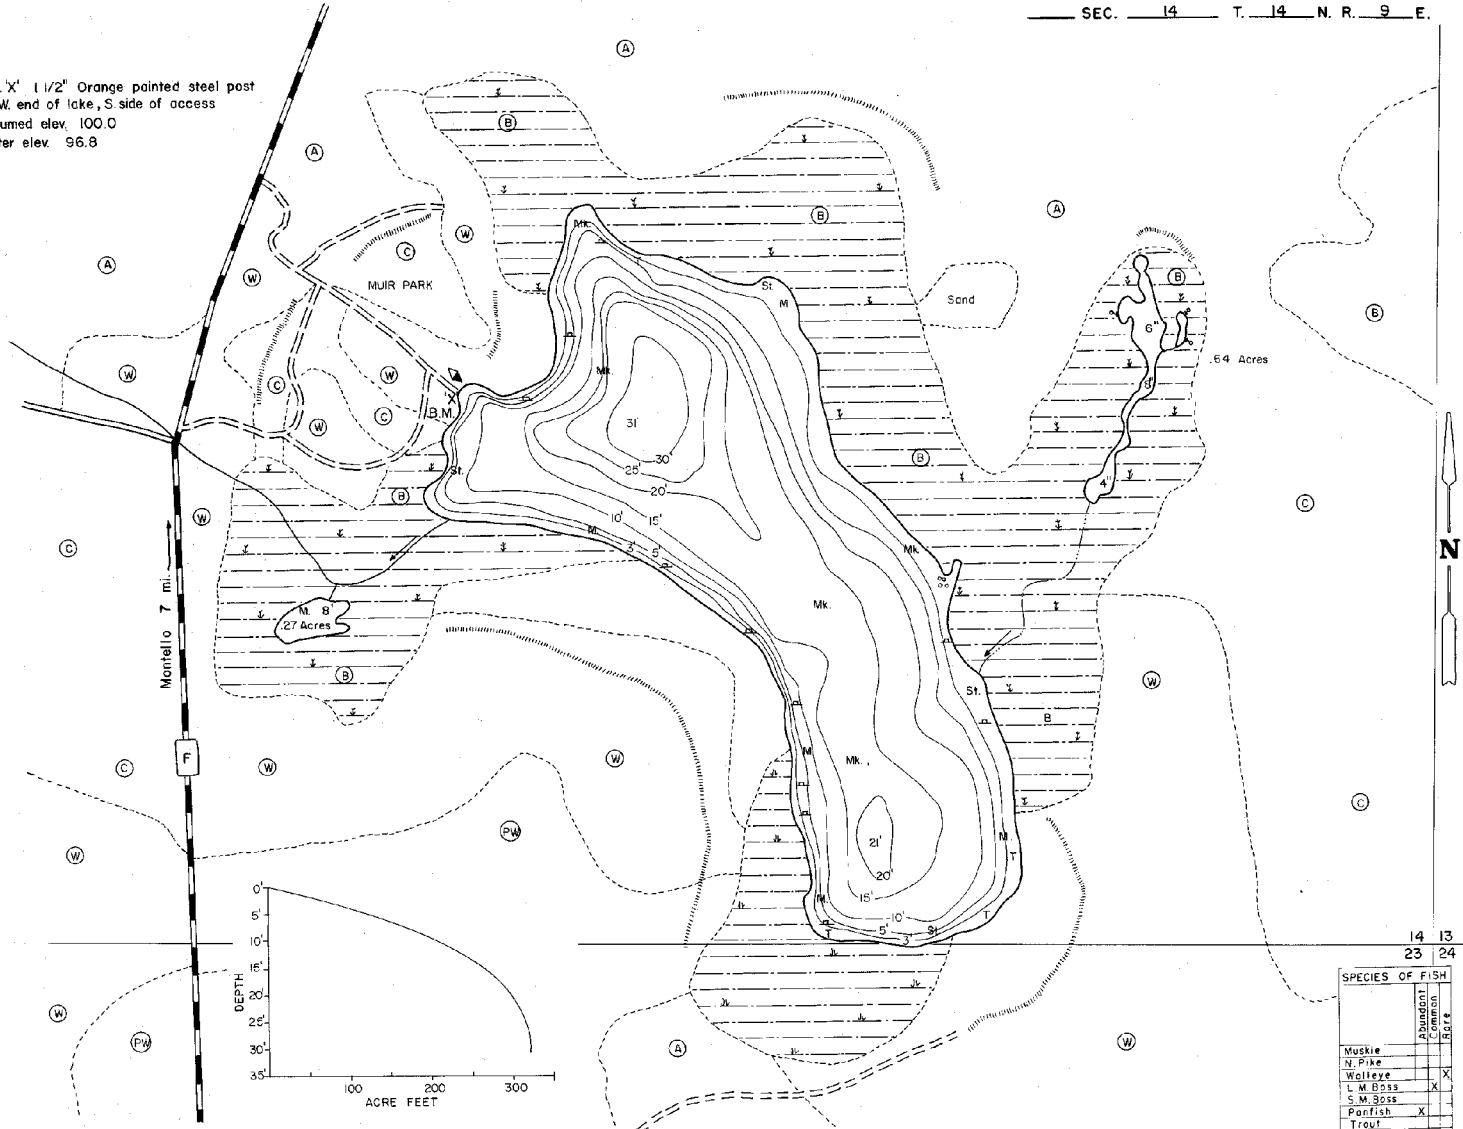 SEC. 14 T. 14 N. R. 9 E.
"X" 1 1/2" Orange painted steel post
W. end of lake, S. side of access
umed elev. 100.0
ter elev. 96.8
A
A
A
A
B
B
B
B
B
B
B
B
C
C
C
C
C
C
C
W
W
W
W
W
W
W
W
W
W
W
W
PW
PW
A
MUIR PARK
B.M.
X
Mk.
St.
M
Sand
6"
8"
4"
.64 Acres
Mk.
31'
30'
25'
20'
St.
10'
15'
M.
3'
5'
Mk.
Mk.
N
Montello 7 mi.
M. 8'
.27 Acres
St.
B
F
M
Mk.
M.
T
21'
20'
15'
M.
10'
5'
St.
3'
T
T
14 13
23 24
0'
5'
10'
15'
20'
25'
30'
35'
DEPTH
100 200 300
ACRE FEET
SPECIES OF FISH
Abundant
Common
Rare
Muskie
N. Pike
Walleye X
L. M. Bass X
S. M. Bass
Panfish X
Trout